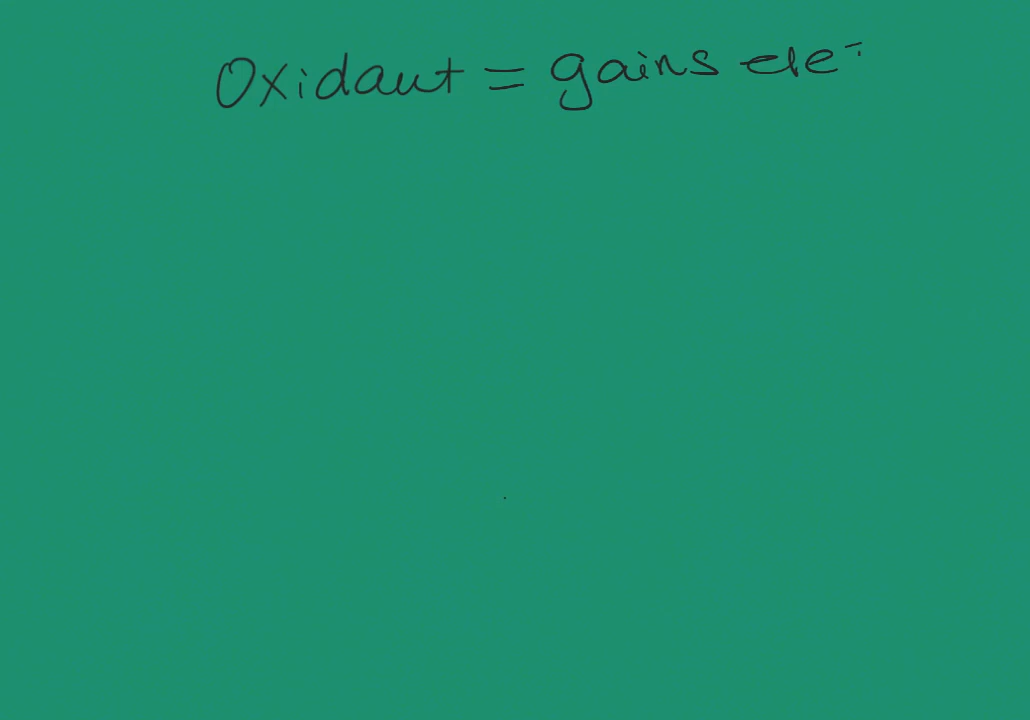 Oxidant = gains ele⁻.